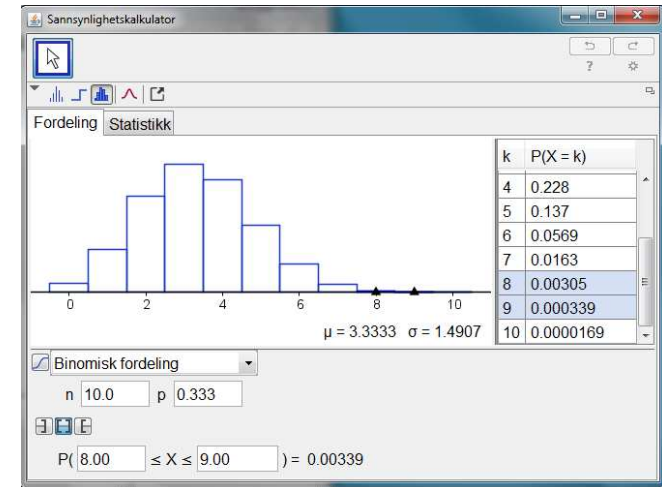 Sannsynlighetskalkulator
?
Fordeling Statistikk
k P(X = k)
4 0.228
5 0.137
6 0.0569
7 0.0163
8 0.00305
9 0.000339
10 0.0000169
0 2 4 6 8 10
μ = 3.3333 σ = 1.4907
Binomisk fordeling
n 10.0 p 0.333
P( 8.00 ≤ X ≤ 9.00 ) = 0.00339